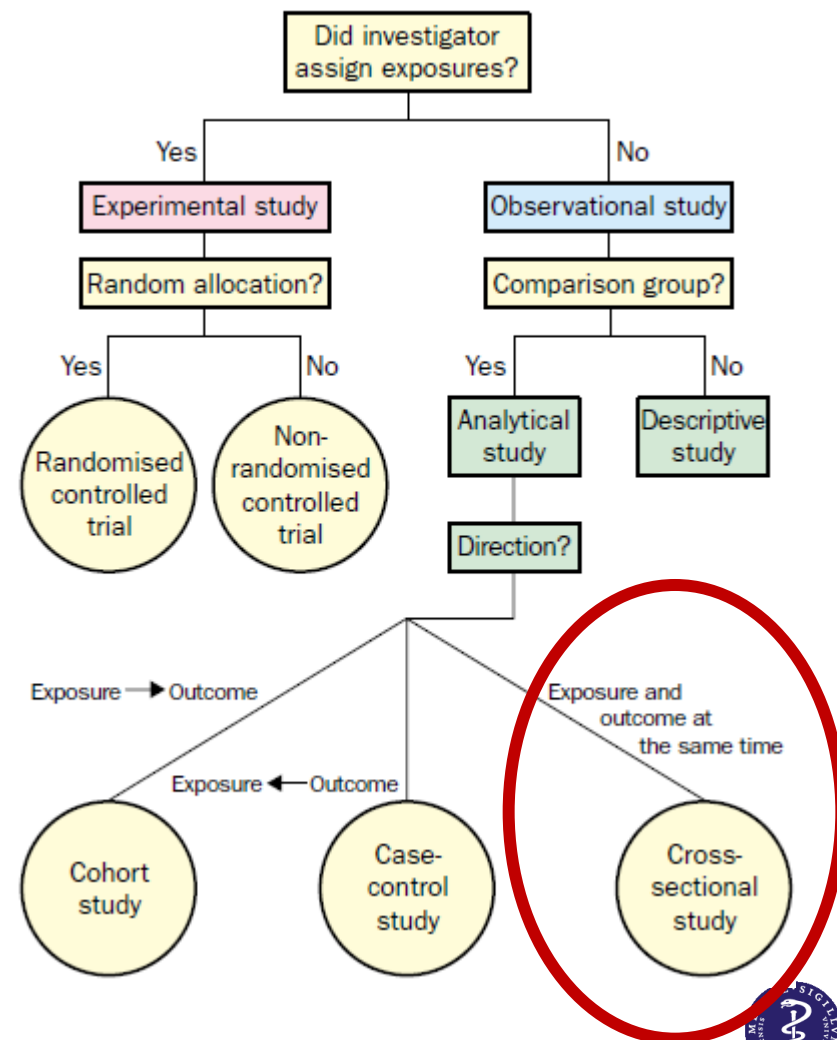 Did investigator
assign exposures?
Yes
No
Experimental study
Observational study
Random allocation?
Comparison group?
Yes
No
Yes
No
Randomised
controlled
trial
Non-
randomised
controlled
trial
Analytical
study
Descriptive
study
Direction?
Exposure → Outcome
Exposure and
outcome at
the same time
Exposure ← Outcome
Cohort
study
Case-
control
study
Cross-
sectional
study